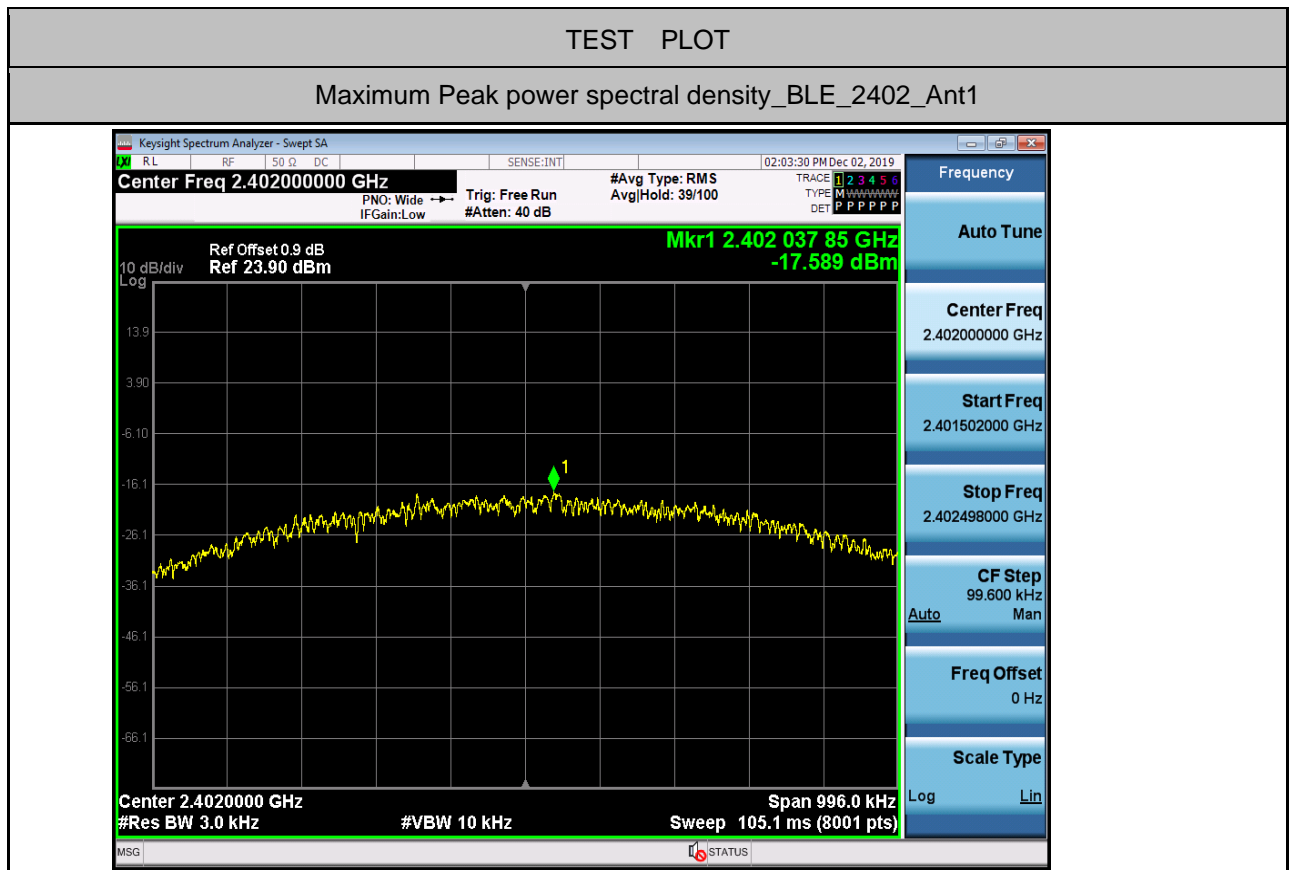 TEST PLOT
Maximum Peak power spectral density_BLE_2402_Ant1
Keysight Spectrum Analyzer - Swept SA
LXI RL RF 50 Ω DC SENSE:INT 02:03:30 PM Dec 02, 2019
Center Freq 2.402000000 GHz
PNO: Wide
IFGain:Low
Trig: Free Run
#Atten: 40 dB
#Avg Type: RMS
Avg|Hold: 39/100
TRACE 1 2 3 4 5 6
TYPE M WWWWW
DET P P P P P P
Mkr1 2.402 037 85 GHz
-17.589 dBm
Ref Offset 0.9 dB
10 dB/div Ref 23.90 dBm
Log
13.9
3.90
-6.10
-16.1
-26.1
-36.1
-46.1
-56.1
-66.1
1
Center 2.4020000 GHz Span 996.0 kHz
#Res BW 3.0 kHz #VBW 10 kHz Sweep 105.1 ms (8001 pts)
MSG STATUS
Frequency
Auto Tune
Center Freq
2.402000000 GHz
Start Freq
2.401502000 GHz
Stop Freq
2.402498000 GHz
CF Step
99.600 kHz
Auto Man
Freq Offset
0 Hz
Scale Type
Log Lin